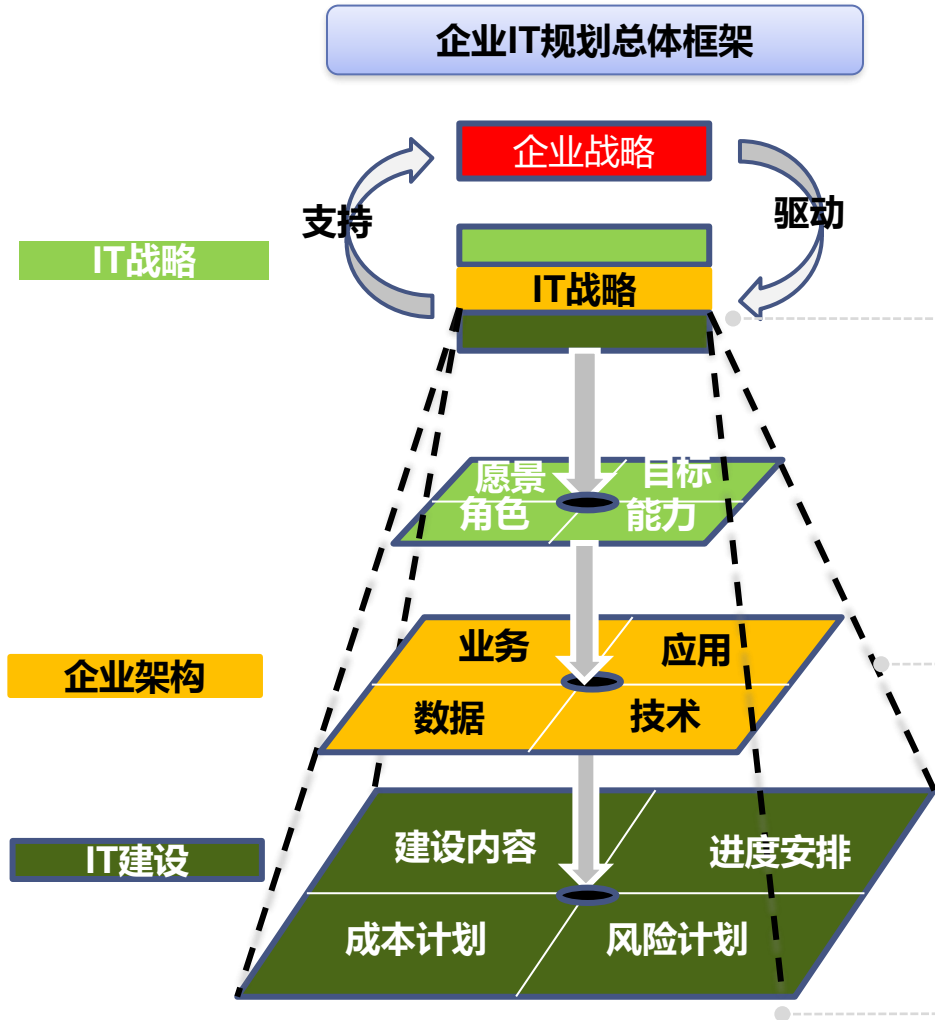 企业IT规划总体框架
企业战略
支持
驱动
IT战略
IT战略
愿景
目标
角色
能力
企业架构
业务
应用
数据
技术
IT建设
建设内容
进度安排
成本计划
风险计划